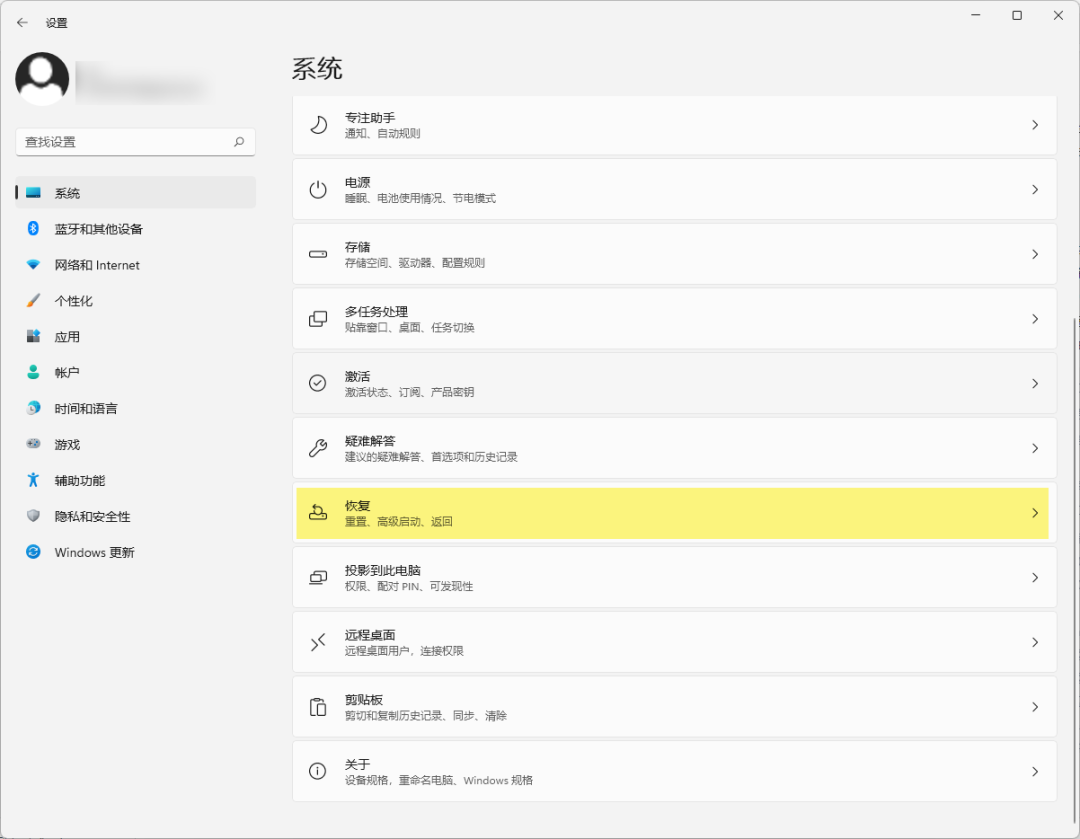 设置
查找设置
系统
蓝牙和其他设备
网络和 Internet
个性化
应用
帐户
时间和语言
游戏
辅助功能
隐私和安全性
Windows 更新
系统
专注助手
通知、自动规则
电源
睡眠、电池使用情况、节电模式
存储
存储空间、驱动器、配置规则
多任务处理
贴靠窗口、桌面、任务切换
激活
激活状态、订阅、产品密钥
疑难解答
建议的疑难解答、首选项和历史记录
恢复
重置、高级启动、返回
投影到此电脑
权限、配对 PIN、可发现性
远程桌面
远程桌面用户，连接权限
剪贴板
剪切和复制历史记录、同步、清除
关于
设备规格，重命名电脑、Windows 规格